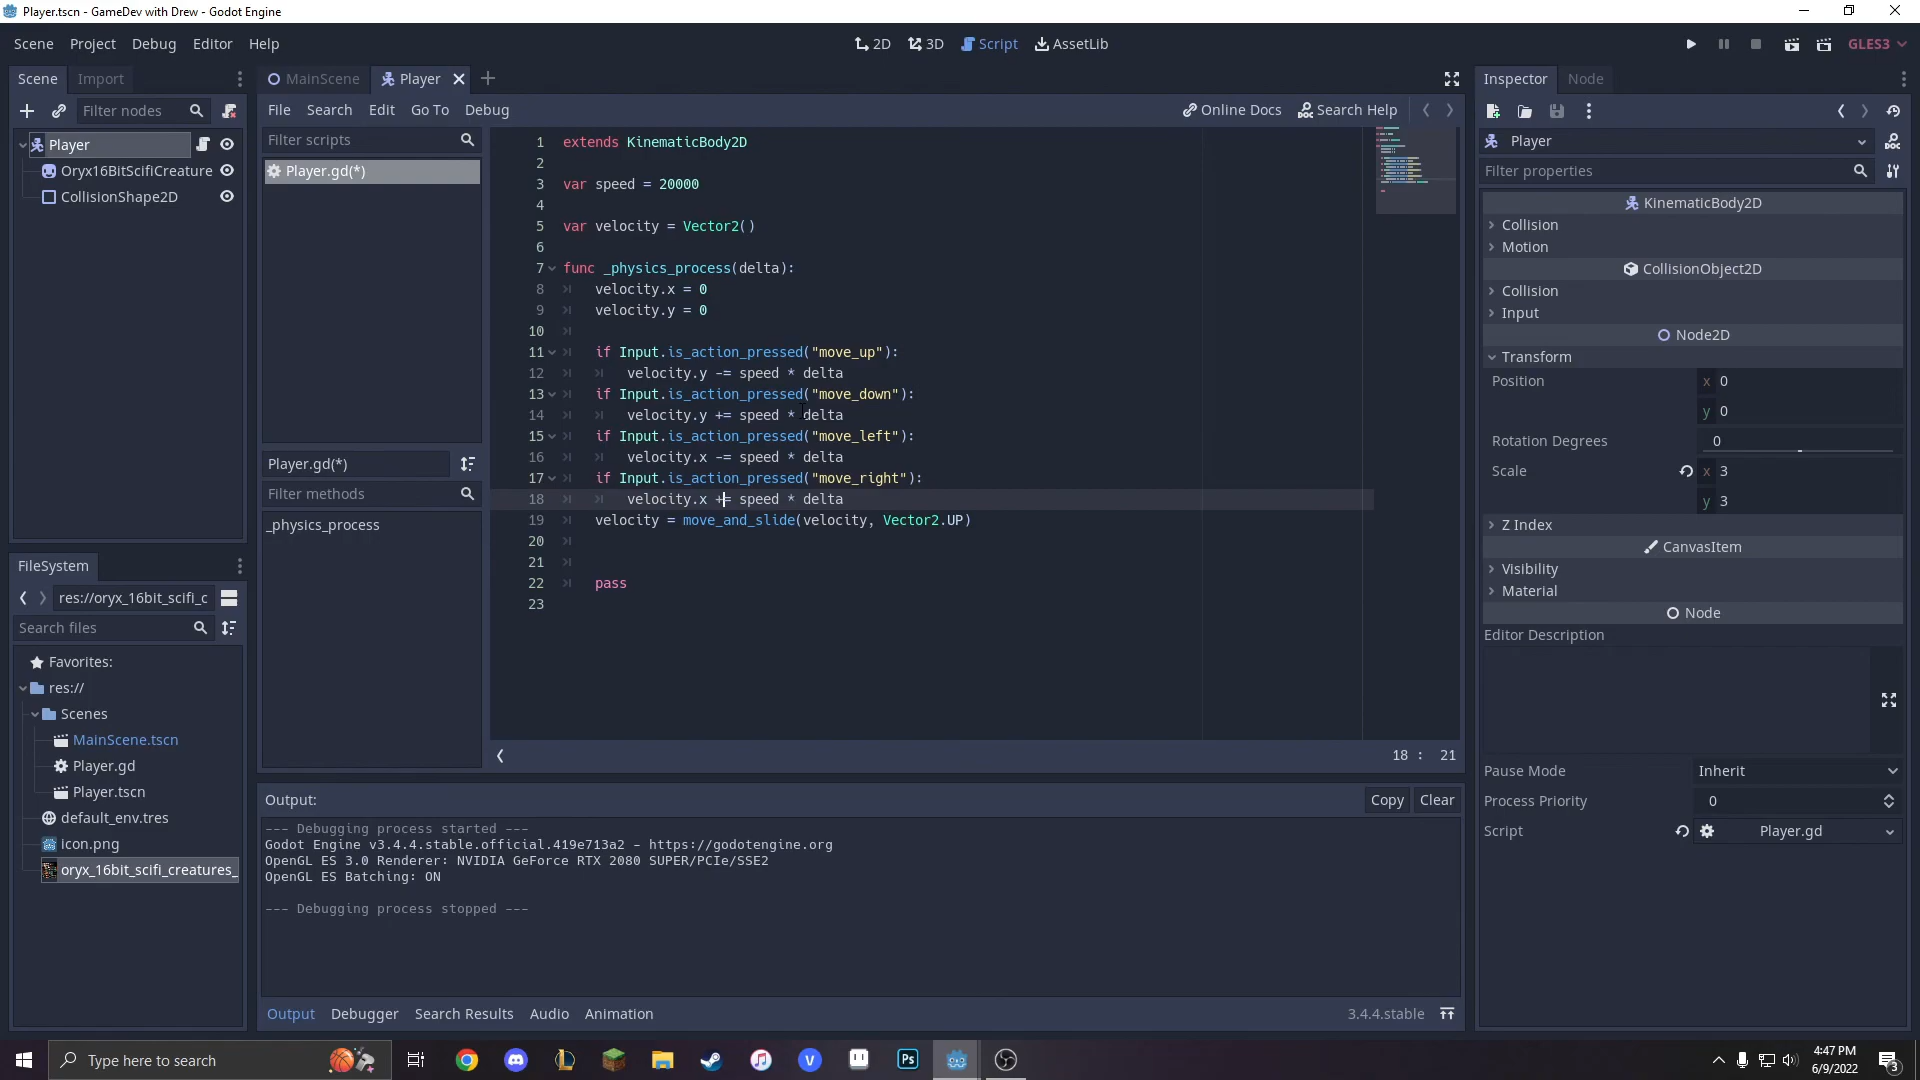 Player.tscn - GameDev with Drew - Godot Engine
Scene Project Debug Editor Help
2D 3D Script AssetLib
GLES3
Scene Import
MainScene Player
Inspector Node
Filter nodes
File Search Edit Go To Debug
Online Docs Search Help
Player
OryX16BitScifiCreature
CollisionShape2D
Filter scripts
Player.gd(*)
Player.gd(*)
Filter methods
_physics_process
1 extends KinematicBody2D
2
3 var speed = 20000
4
5 var velocity = Vector2()
6
7 func _physics_process(delta):
8 velocity.x = 0
9 velocity.y = 0
10
11 if Input.is_action_pressed("move_up"):
12 velocity.y -= speed * delta
13 if Input.is_action_pressed("move_down"):
14 velocity.y += speed * delta
15 if Input.is_action_pressed("move_left"):
16 velocity.x -= speed * delta
17 if Input.is_action_pressed("move_right"):
18 velocity.x += speed * delta
19 velocity = move_and_slide(velocity, Vector2.UP)
20
21
22 pass
23
18 : 21
FileSystem
res://oryx_16bit_scifi_c
Search files
Favorites:
res://
Scenes
MainScene.tscn
Player.gd
Player.tscn
default_env.tres
icon.png
oryx_16bit_scifi_creatures_
Output:
Copy Clear
--- Debugging process started ---
Godot Engine v3.4.4.stable.official.419e713a2 - https://godotengine.org
OpenGL ES 3.0 Renderer: NVIDIA GeForce RTX 2080 SUPER/PCIe/SSE2
OpenGL ES Batching: ON
--- Debugging process stopped ---
Output Debugger Search Results Audio Animation
3.4.4.stable
Player
Filter properties
KinematicBody2D
Collision
Motion
CollisionObject2D
Collision
Input
Node2D
Transform
Position x 0
y 0
Rotation Degrees 0
Scale x 3
y 3
Z Index
CanvasItem
Visibility
Material
Node
Editor Description
Pause Mode Inherit
Process Priority 0
Script Player.gd
Type here to search
Ps
4:47 PM
6/9/2022
3